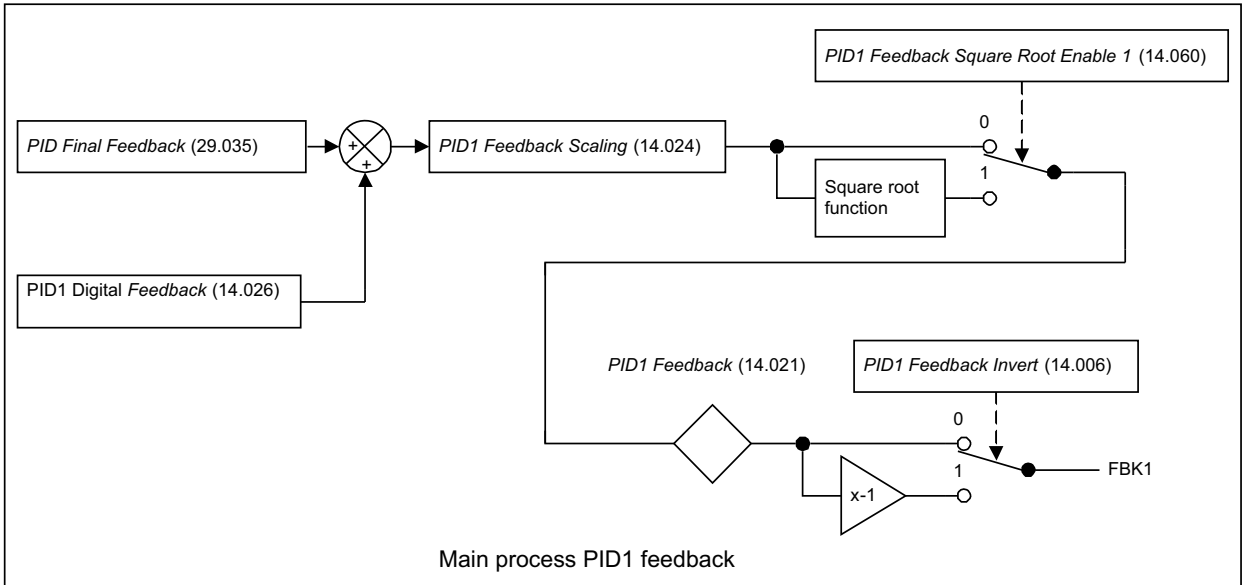 PID1 Feedback Square Root Enable 1 (14.060)
PID Final Feedback (29.035)
+
+
PID1 Feedback Scaling (14.024)
0
1
Square root
function
PID1 Digital Feedback (14.026)
PID1 Feedback (14.021)
PID1 Feedback Invert (14.006)
0
1
x-1
FBK1
Main process PID1 feedback